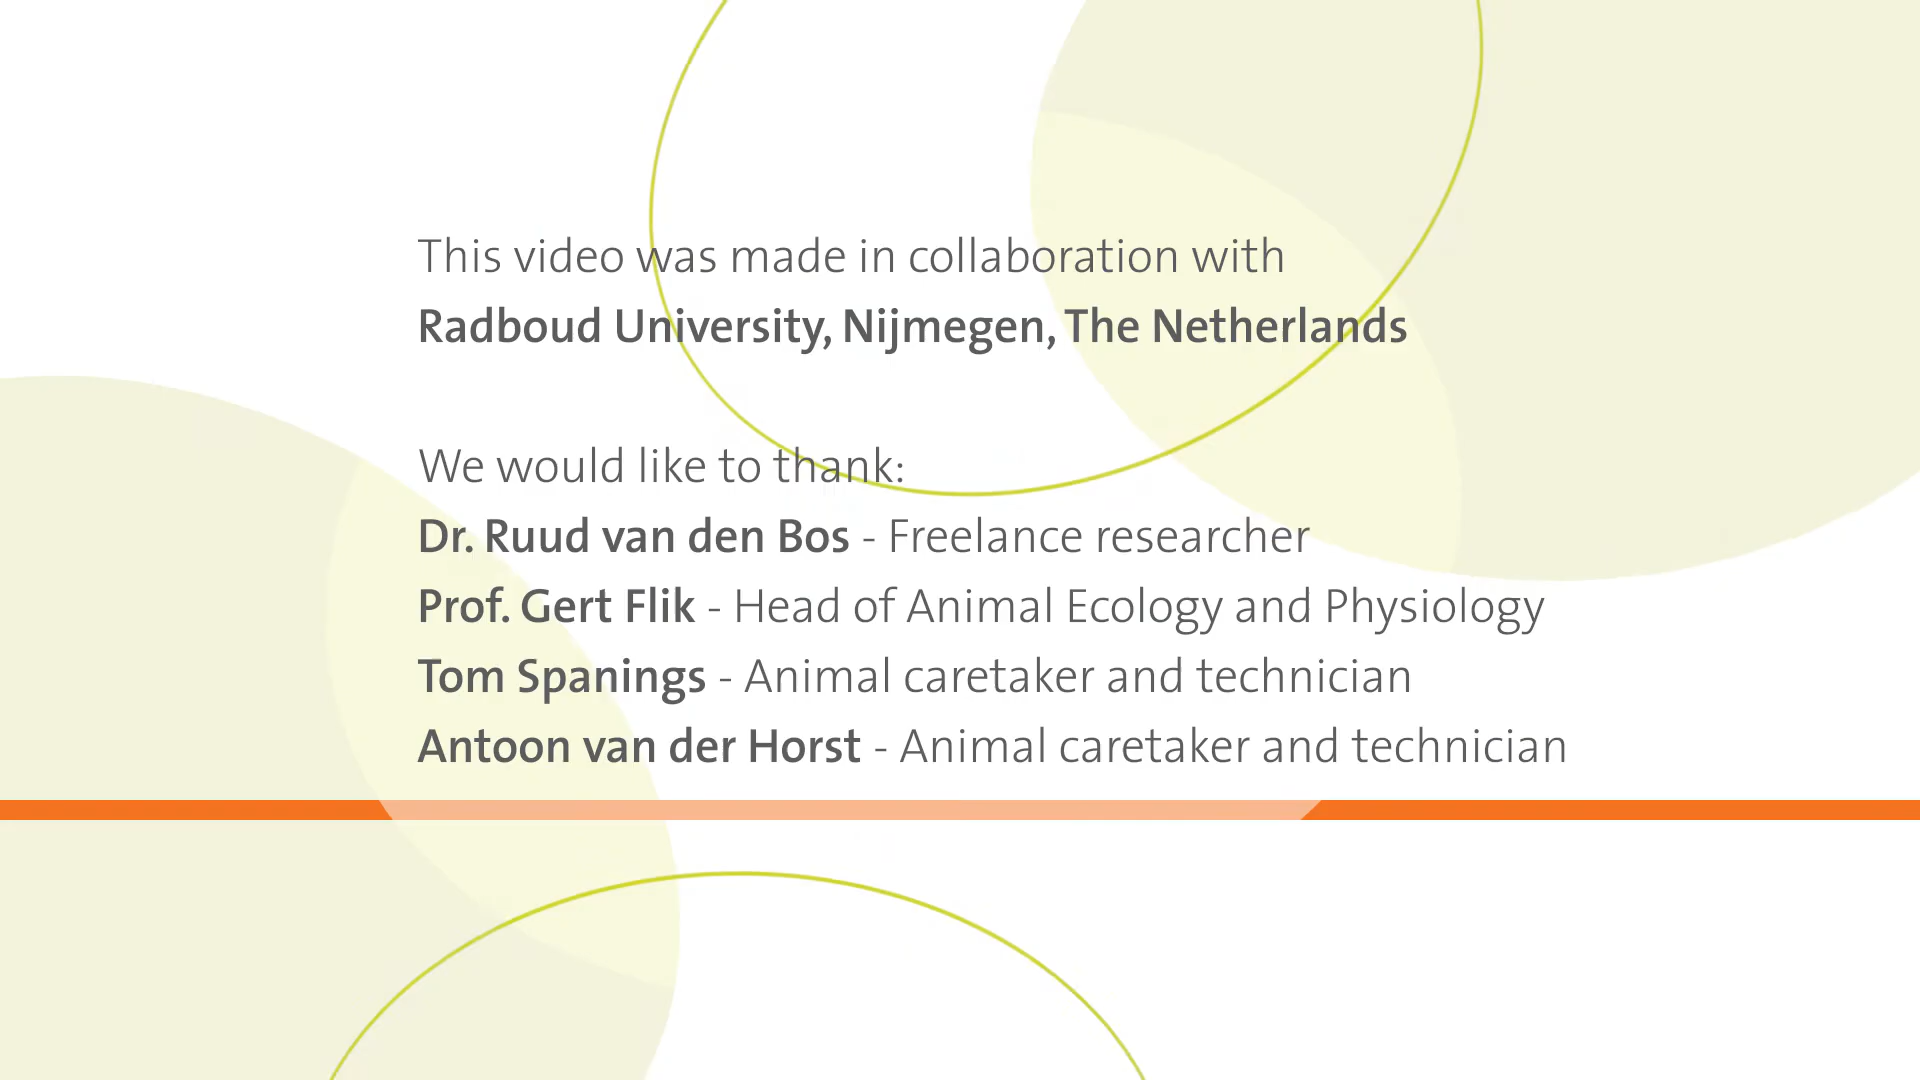 This video was made in collaboration with
Radboud University, Nijmegen, The Netherlands
We would like to thank:
Dr. Ruud van den Bos - Freelance researcher
Prof. Gert Flik - Head of Animal Ecology and Physiology
Tom Spanings - Animal caretaker and technician
Antoon van der Horst - Animal caretaker and technician